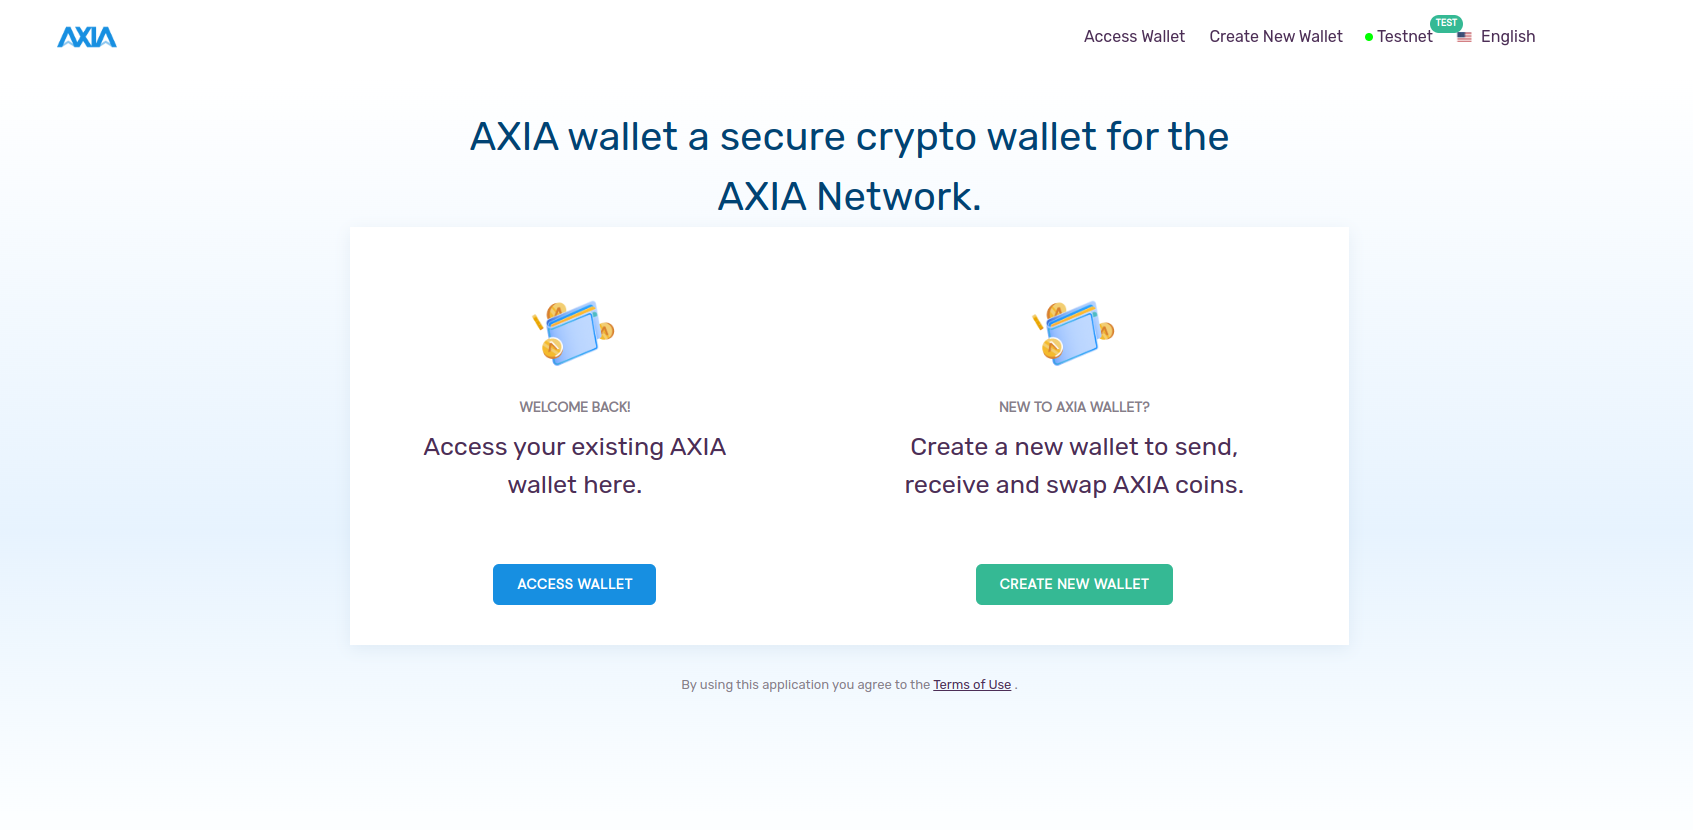 AXIA
Access Wallet
Create New Wallet
Testnet
TEST
English
AXIA wallet a secure crypto wallet for the
AXIA Network.
WELCOME BACK!
Access your existing AXIA
wallet here.
ACCESS WALLET
NEW TO AXIA WALLET?
Create a new wallet to send,
receive and swap AXIA coins.
CREATE NEW WALLET
By using this application you agree to the Terms of Use .